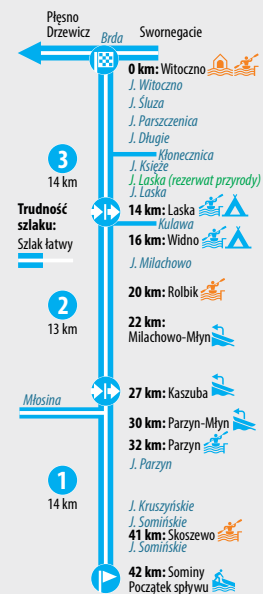 Płęsno
Drzewicz
Brda
Swornegacie
0 km: Witoczno
J. Witoczno
J. Śluza
J. Parszczenica
J. Długie
Kłonecznica
J. Księże
J. Laska (rezerwat przyrody)
J. Laska
3
14 km
14 km: Laska
Kulawa
16 km: Widno
Trudność
szlaku:
Szlak łatwy
J. Milachowo
20 km: Rolbik
2
13 km
22 km:
Milachowo-Młyn
27 km: Kaszuba
Młosina
30 km: Parzyn-Młyn
32 km: Parzyn
J. Parzyn
1
14 km
J. Kruszyńskie
J. Somińskie
41 km: Skoszewo
J. Somińskie
42 km: Sominy
Początek spływu